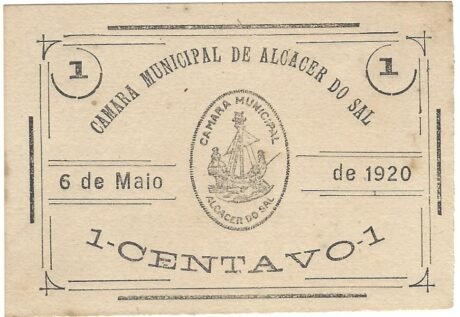 1 1
CAMARA MUNICIPAL DE ALCACER DO SAL
CAMARA MUNICIPAL
ALCACER DO SAL
6 de Maio de 1920
1-CENTAVO-1